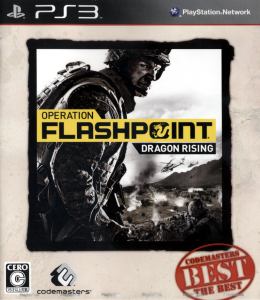 PS3
PlayStation Network
OPERATION
FLASHPOINT
DRAGON RISING
CODEMASTERS
BEST
THE BEST
CERO
C
codemasters